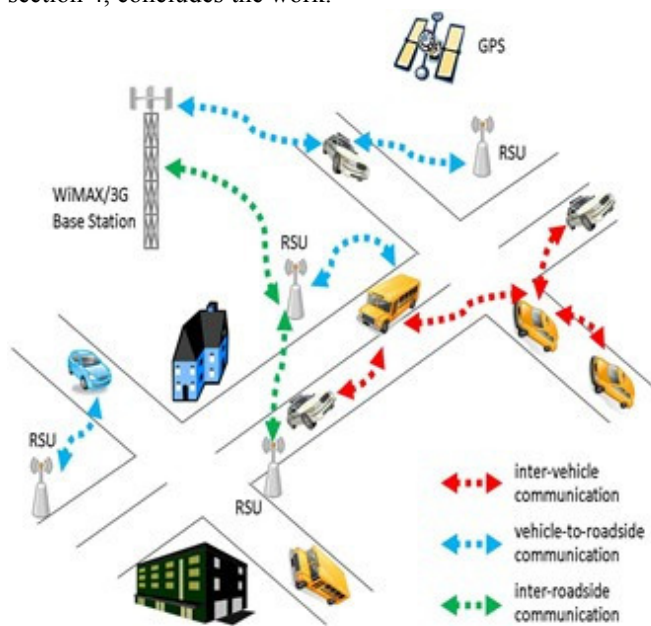 section 4, concludes the work.
GPS
RSU
WiMAX/3G
Base Station
RSU
RSU
RSU
inter-vehicle
communication
vehicle-to-roadside
communication
inter-roadside
communication